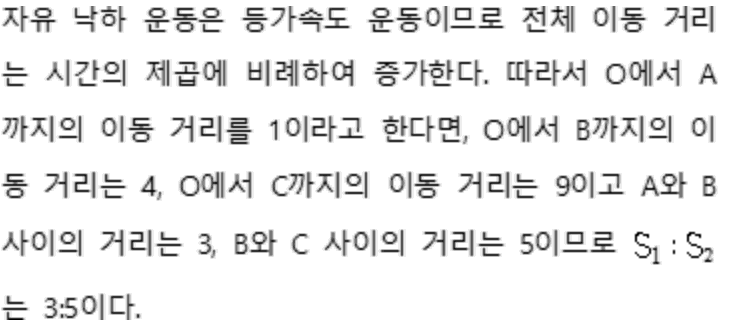 자유 낙하 운동은 등가속도 운동이므로 전체 이동 거리
는 시간의 제곱에 비례하여 증가한다. 따라서 O에서 A
까지의 이동 거리를 1이라고 한다면, O에서 B까지의 이
동 거리는 4, O에서 C까지의 이동 거리는 9이고 A와 B
사이의 거리는 3, B와 C 사이의 거리는 5이므로 S₁ : S₂
는 3:5이다.